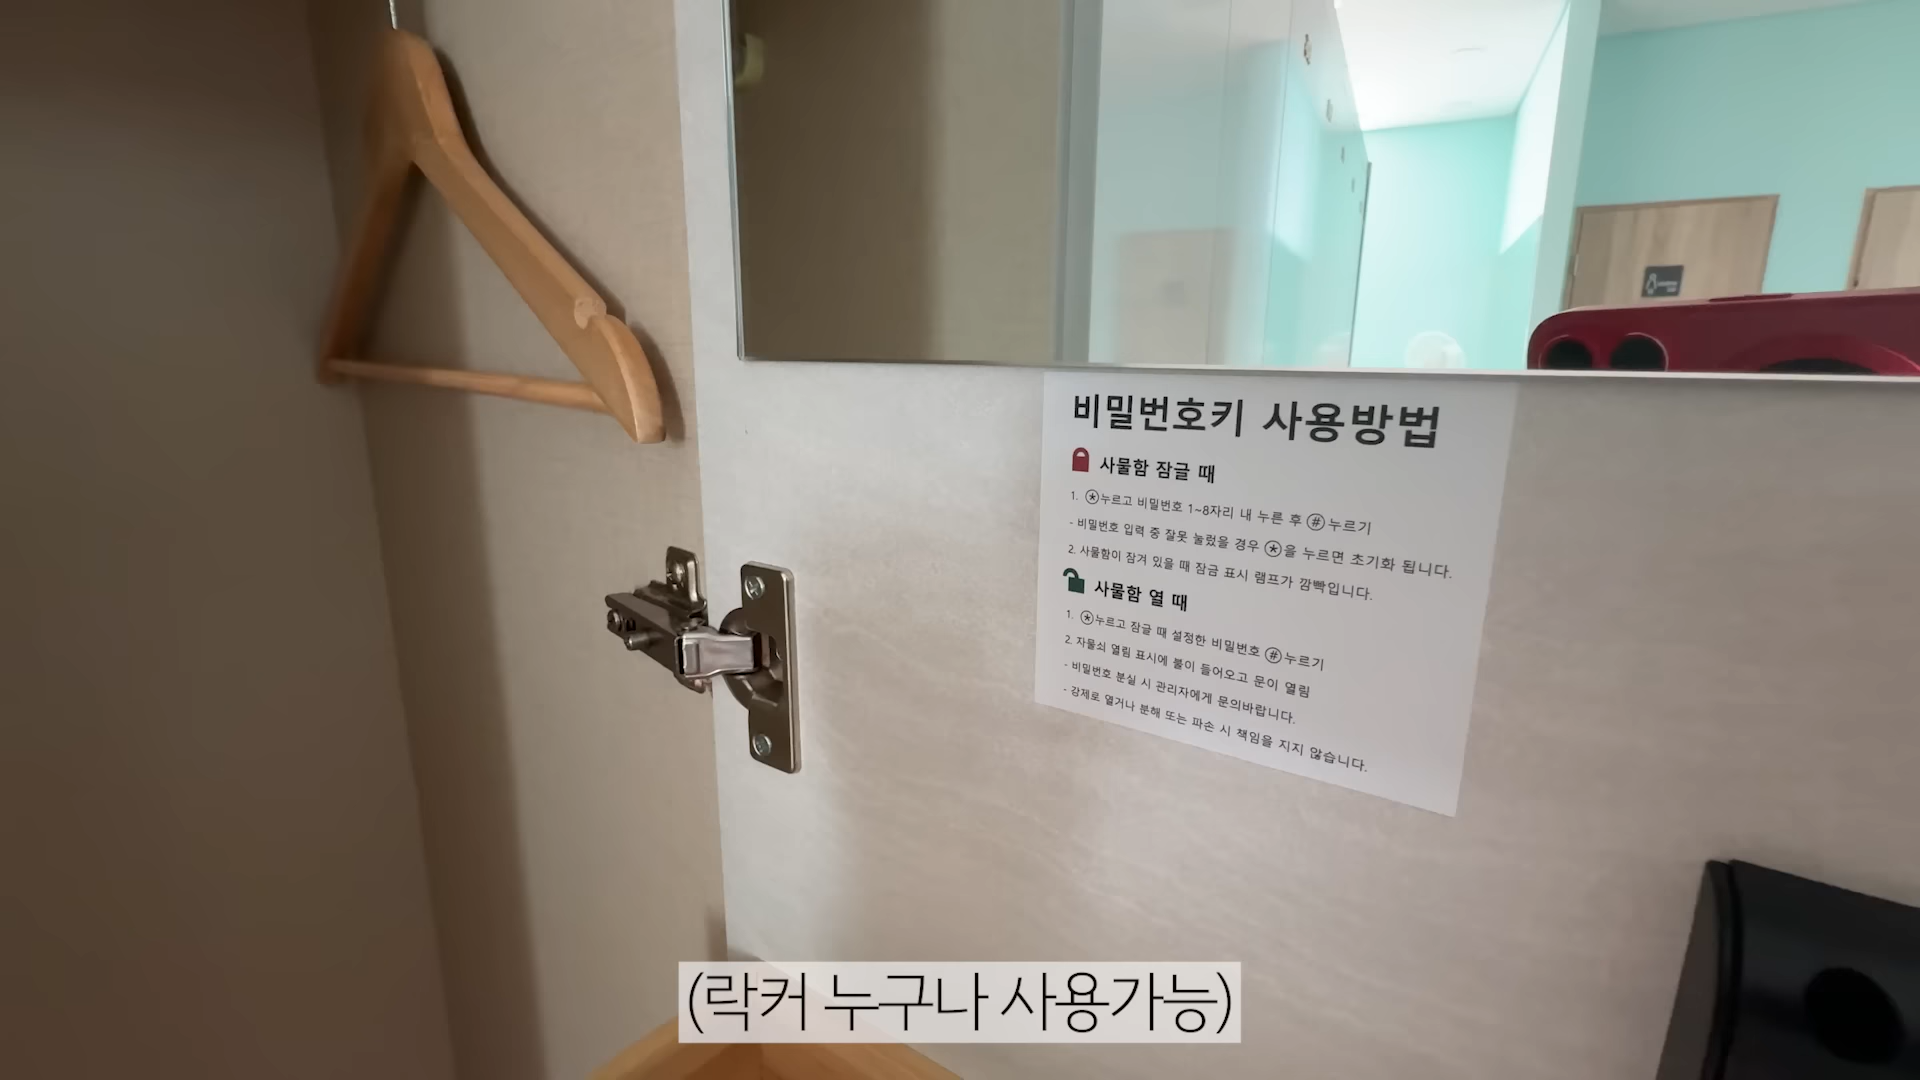 비밀번호키 사용방법
사물함 잠글 때
1. ⊛누르고 비밀번호 1~8자리 내 누른 후 #누르기
- 비밀번호 입력 중 잘못 눌렀을 경우 ⊛을 누르면 초기화 됩니다.
2. 사물함이 잠겨 있을 때 잠금 표시 램프가 깜빡입니다.
사물함 열 때
1. ⊛누르고 잠글 때 설정한 비밀번호 #누르기
2. 자물쇠 열림 표시에 불이 들어오고 문이 열림
- 비밀번호 분실 시 관리자에게 문의바랍니다.
- 강제로 열거나 분해 또는 파손 시 책임을 지지 않습니다.
(락커 누구나 사용가능)